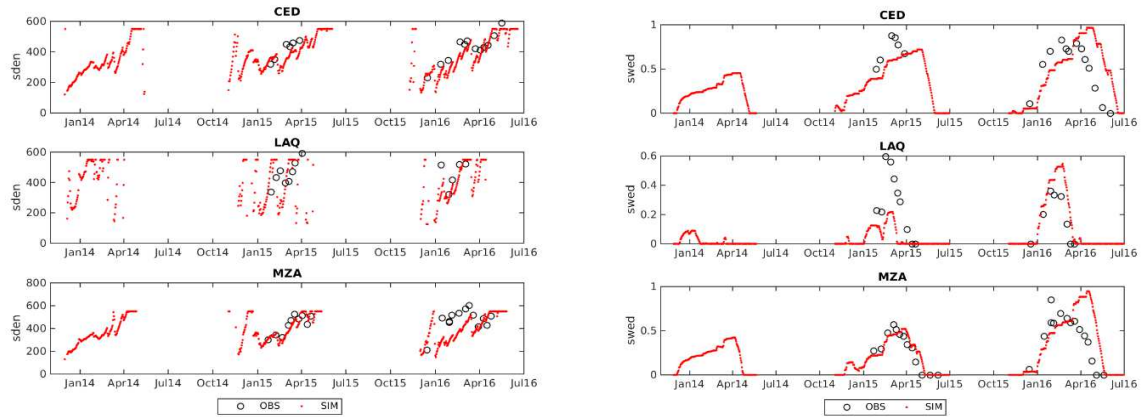 CED
600
400
200
0
sden
Jan14 Apr14 Jul14 Oct14 Jan15 Apr15 Jul15 Oct15 Jan16 Apr16 Jul16
LAQ
600
400
200
0
sden
Jan14 Apr14 Jul14 Oct14 Jan15 Apr15 Jul15 Oct15 Jan16 Apr16 Jul16
MZA
800
600
400
200
0
sden
Jan14 Apr14 Jul14 Oct14 Jan15 Apr15 Jul15 Oct15 Jan16 Apr16 Jul16
OBS SIM
CED
1
0.5
0
swed
Jan14 Apr14 Jul14 Oct14 Jan15 Apr15 Jul15 Oct15 Jan16 Apr16 Jul16
LAQ
0.6
0.4
0.2
0
swed
Jan14 Apr14 Jul14 Oct14 Jan15 Apr15 Jul15 Oct15 Jan16 Apr16 Jul16
MZA
1
0.5
0
swed
Jan14 Apr14 Jul14 Oct14 Jan15 Apr15 Jul15 Oct15 Jan16 Apr16 Jul16
OBS SIM